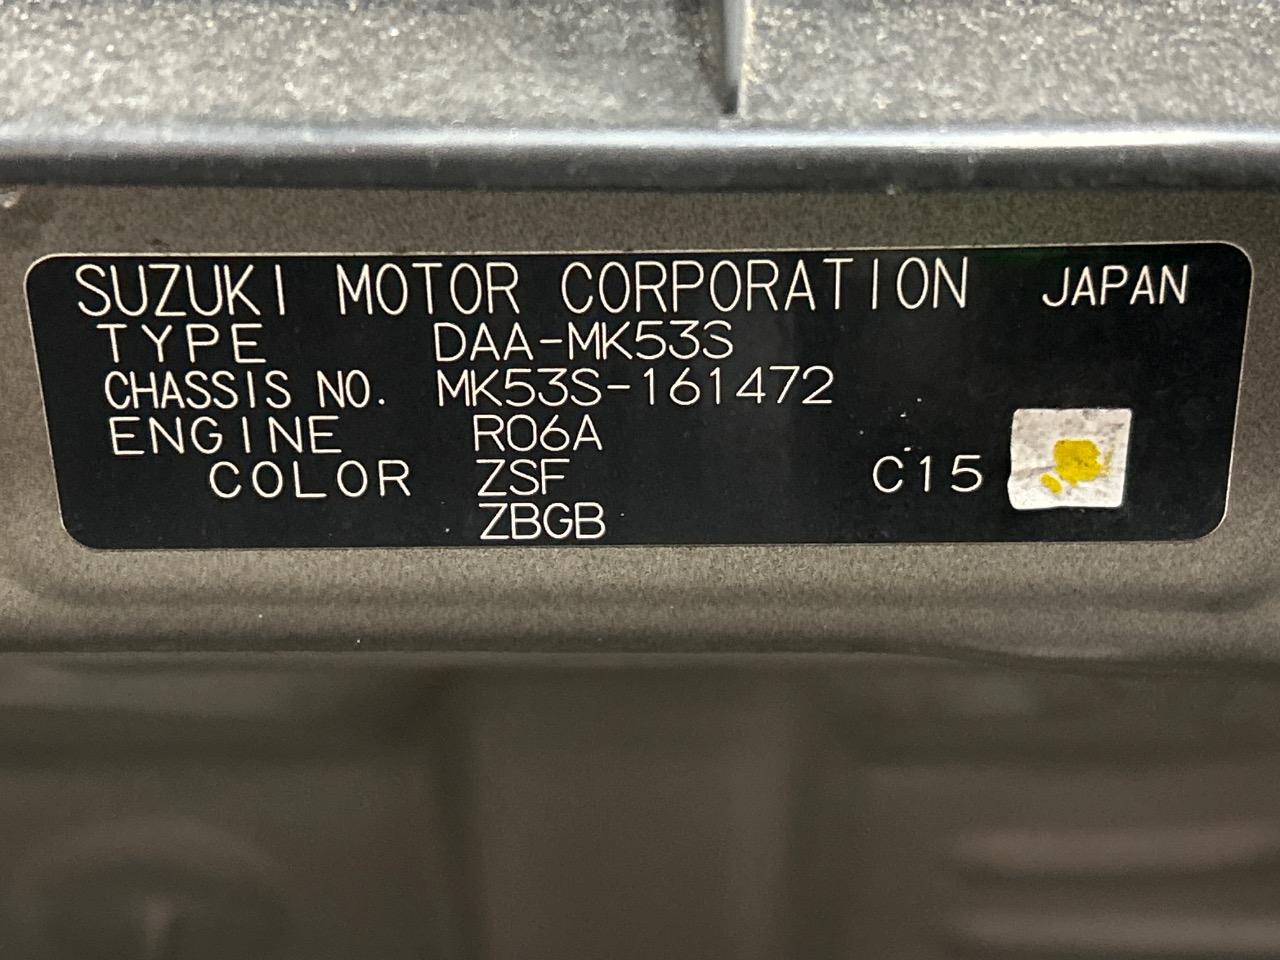 SUZUKI MOTOR CORPORATION JAPAN
TYPE DAA-MK53S
CHASSIS NO. MK53S-161472
ENGINE R06A
COLOR ZSF C15
ZBGB